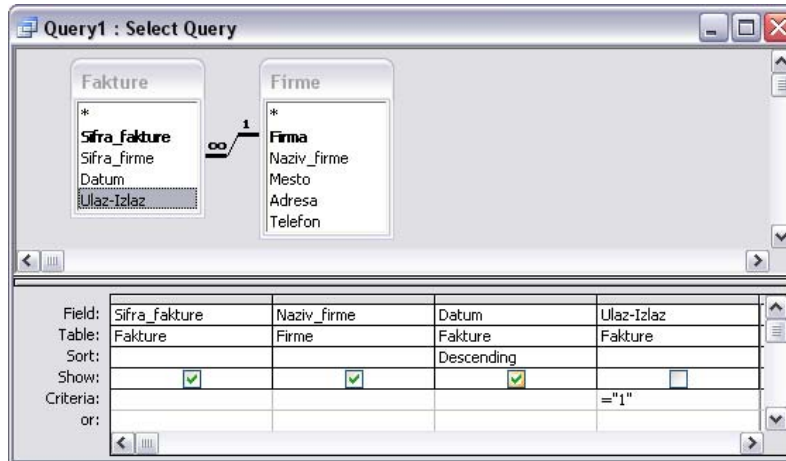 Query1 : Select Query
Fakture
*
Sifra_fakture
Sifra_firme
Datum
Ulaz-Izlaz
∞ 1
Firme
*
Firma
Naziv_firme
Mesto
Adresa
Telefon
Field: Sifra_fakture Naziv_firme Datum Ulaz-Izlaz
Table: Fakture Firme Fakture Fakture
Sort: Descending
Show:
Criteria: ="1"
or: